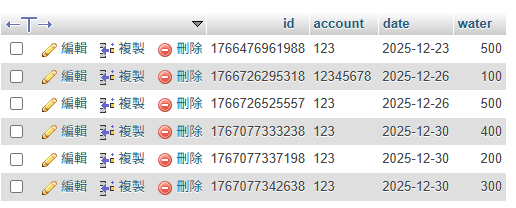 id account date water
編輯 複製 刪除 1766476961988 123 2025-12-23 500
編輯 複製 刪除 1766726295318 12345678 2025-12-26 100
編輯 複製 刪除 1766726525557 123 2025-12-26 500
編輯 複製 刪除 1767077333238 123 2025-12-30 400
編輯 複製 刪除 1767077337198 123 2025-12-30 200
編輯 複製 刪除 1767077342638 123 2025-12-30 300